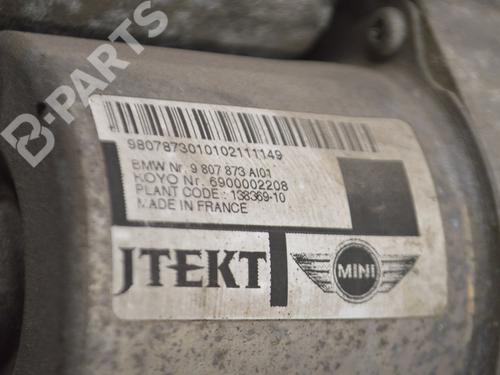 B-PARTS
9807873010102111149
BMW Nr. 9 807 873 AI01
KOYO Nr. 6900002208
PLANT CODE : 138369-10
MADE IN FRANCE
JTEKT
MINI